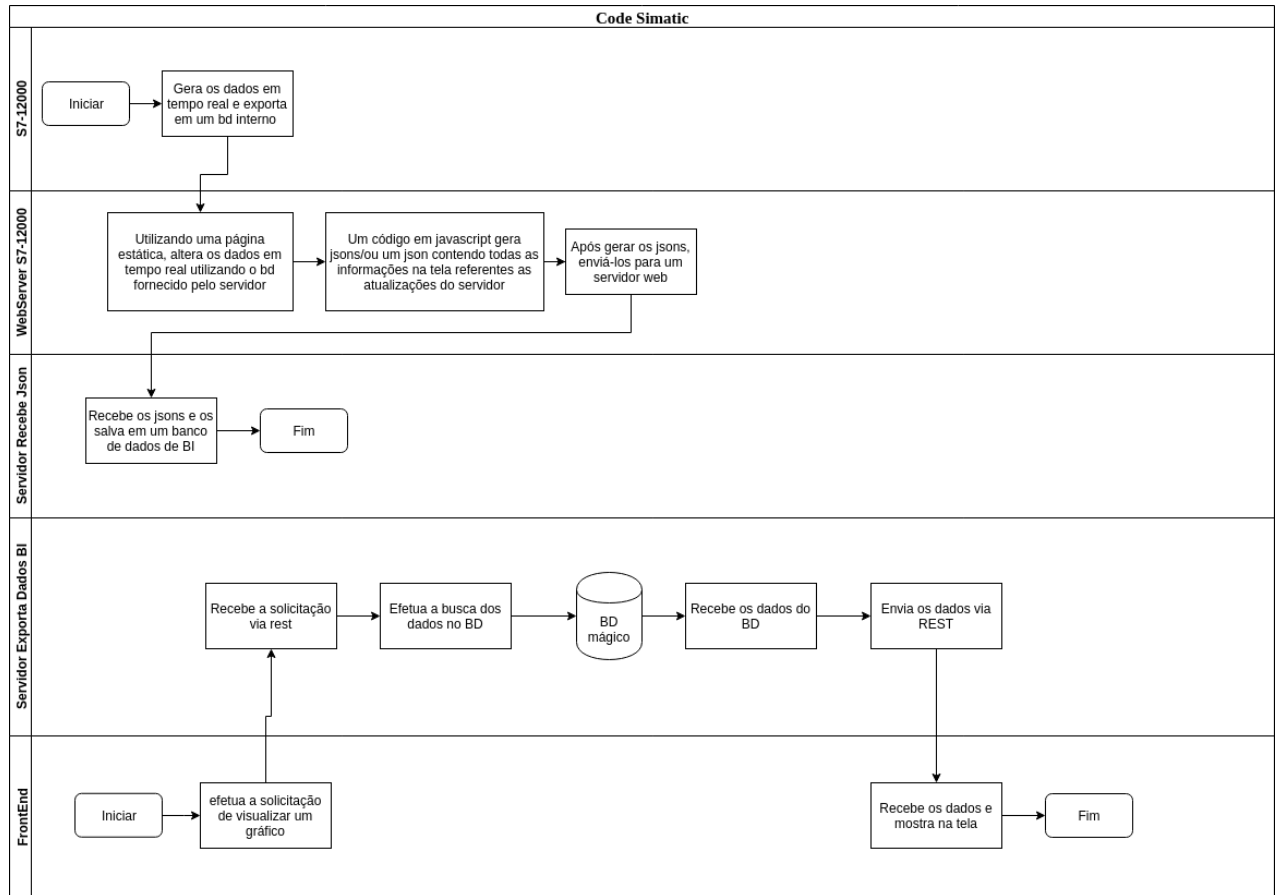 Code Simatic
S7-12000
Iniciar
Gera os dados em
tempo real e exporta
em um bd interno
WebServer S7-12000
Utilizando uma página
estática, altera os dados em
tempo real utilizando o bd
fornecido pelo servidor
Um código em javascript gera
jsons/ou um json contendo todas as
informações na tela referentes as
atualizações do servidor
Após gerar os jsons,
enviá-los para um
servidor web
Servidor Recebe Json
Recebe os jsons e os
salva em um banco
de dados de BI
Fim
Servidor Exporta Dados BI
Recebe a solicitação
via rest
Efetua a busca dos
dados no BD
BD
mágico
Recebe os dados do
BD
Envia os dados via
REST
FrontEnd
Iniciar
efetua a solicitação
de visualizar um
gráfico
Recebe os dados e
mostra na tela
Fim